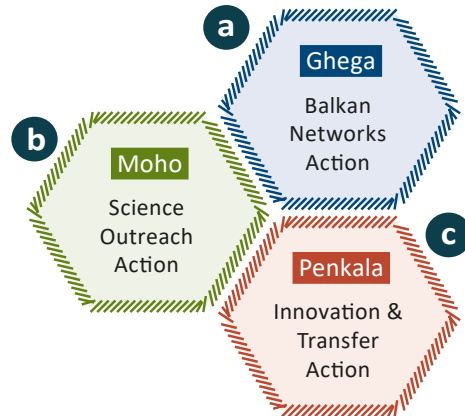 a
Ghega
Balkan
Networks
Action
b
Moho
Science
Outreach
Action
c
Penkala
Innovation &
Transfer
Action